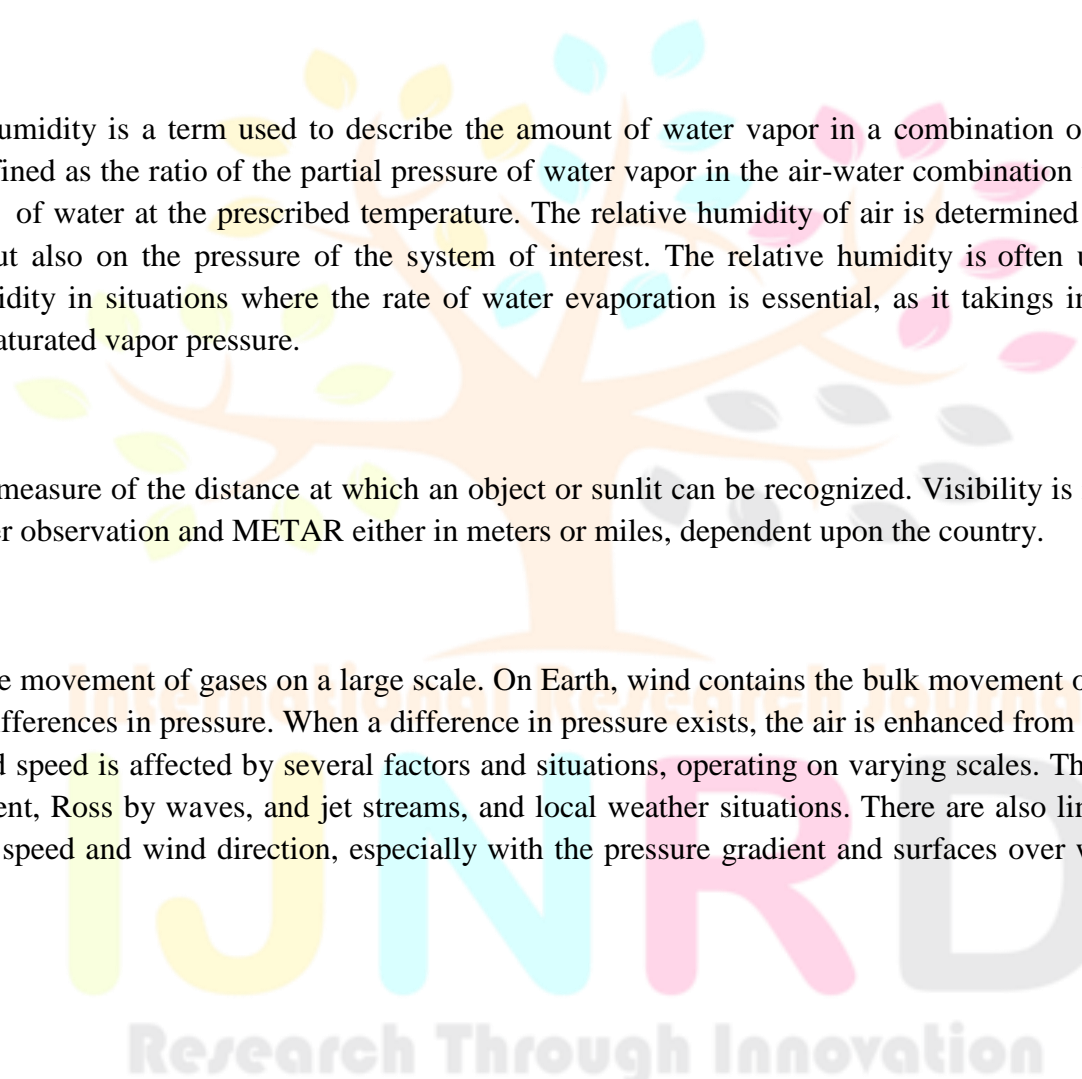 umidity is a term used to describe the amount of water vapor in a combination o
fined as the ratio of the partial pressure of water vapor in the air-water combination
of water at the prescribed temperature. The relative humidity of air is determined
ut also on the pressure of the system of interest. The relative humidity is often u
idity in situations where the rate of water evaporation is essential, as it takings in
aturated vapor pressure.
measure of the distance at which an object or sunlit can be recognized. Visibility is
er observation and METAR either in meters or miles, dependent upon the country.
e movement of gases on a large scale. On Earth, wind contains the bulk movement o
International Research Journal
ifferences in pressure. When a difference in pressure exists, the air is enhanced from
d speed is affected by several factors and situations, operating on varying scales. Th
ent, Ross by waves, and jet streams, and local weather situations. There are also lin
speed and wind direction, especially with the pressure gradient and surfaces over w
IJNRD
Research Through Innovation